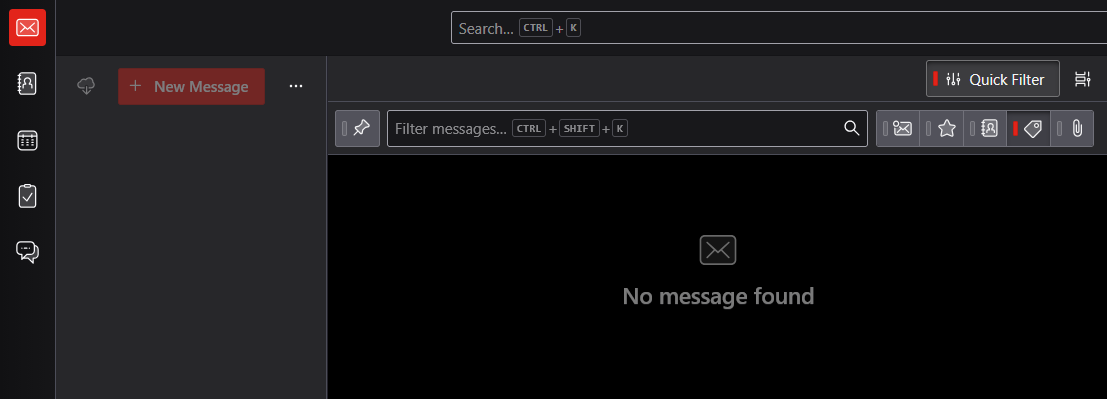 Search... CTRL + K
+ New Message ...
Quick Filter
Filter messages... CTRL + SHIFT + K
No message found